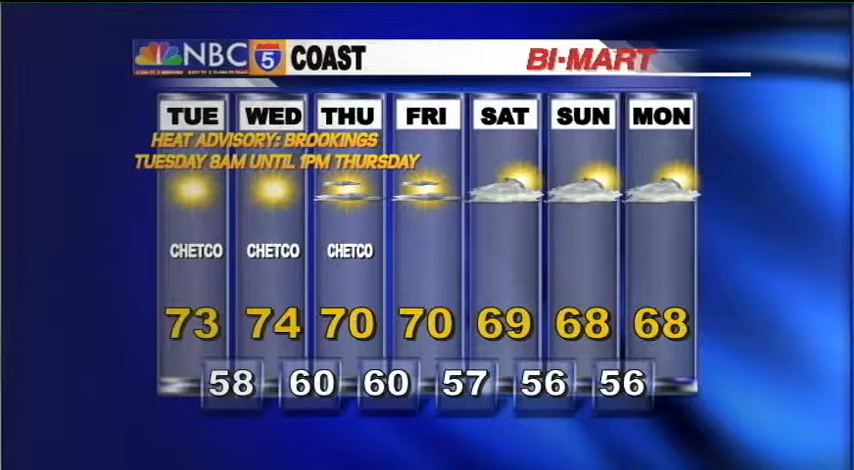 NBC 5 COAST BI-MART
TUE WED THU FRI SAT SUN MON
HEAT ADVISORY: BROOKINGS
TUESDAY 8AM UNTIL 1PM THURSDAY
CHETCO CHETCO CHETCO
73 74 70 70 69 68 68
58 60 60 57 56 56